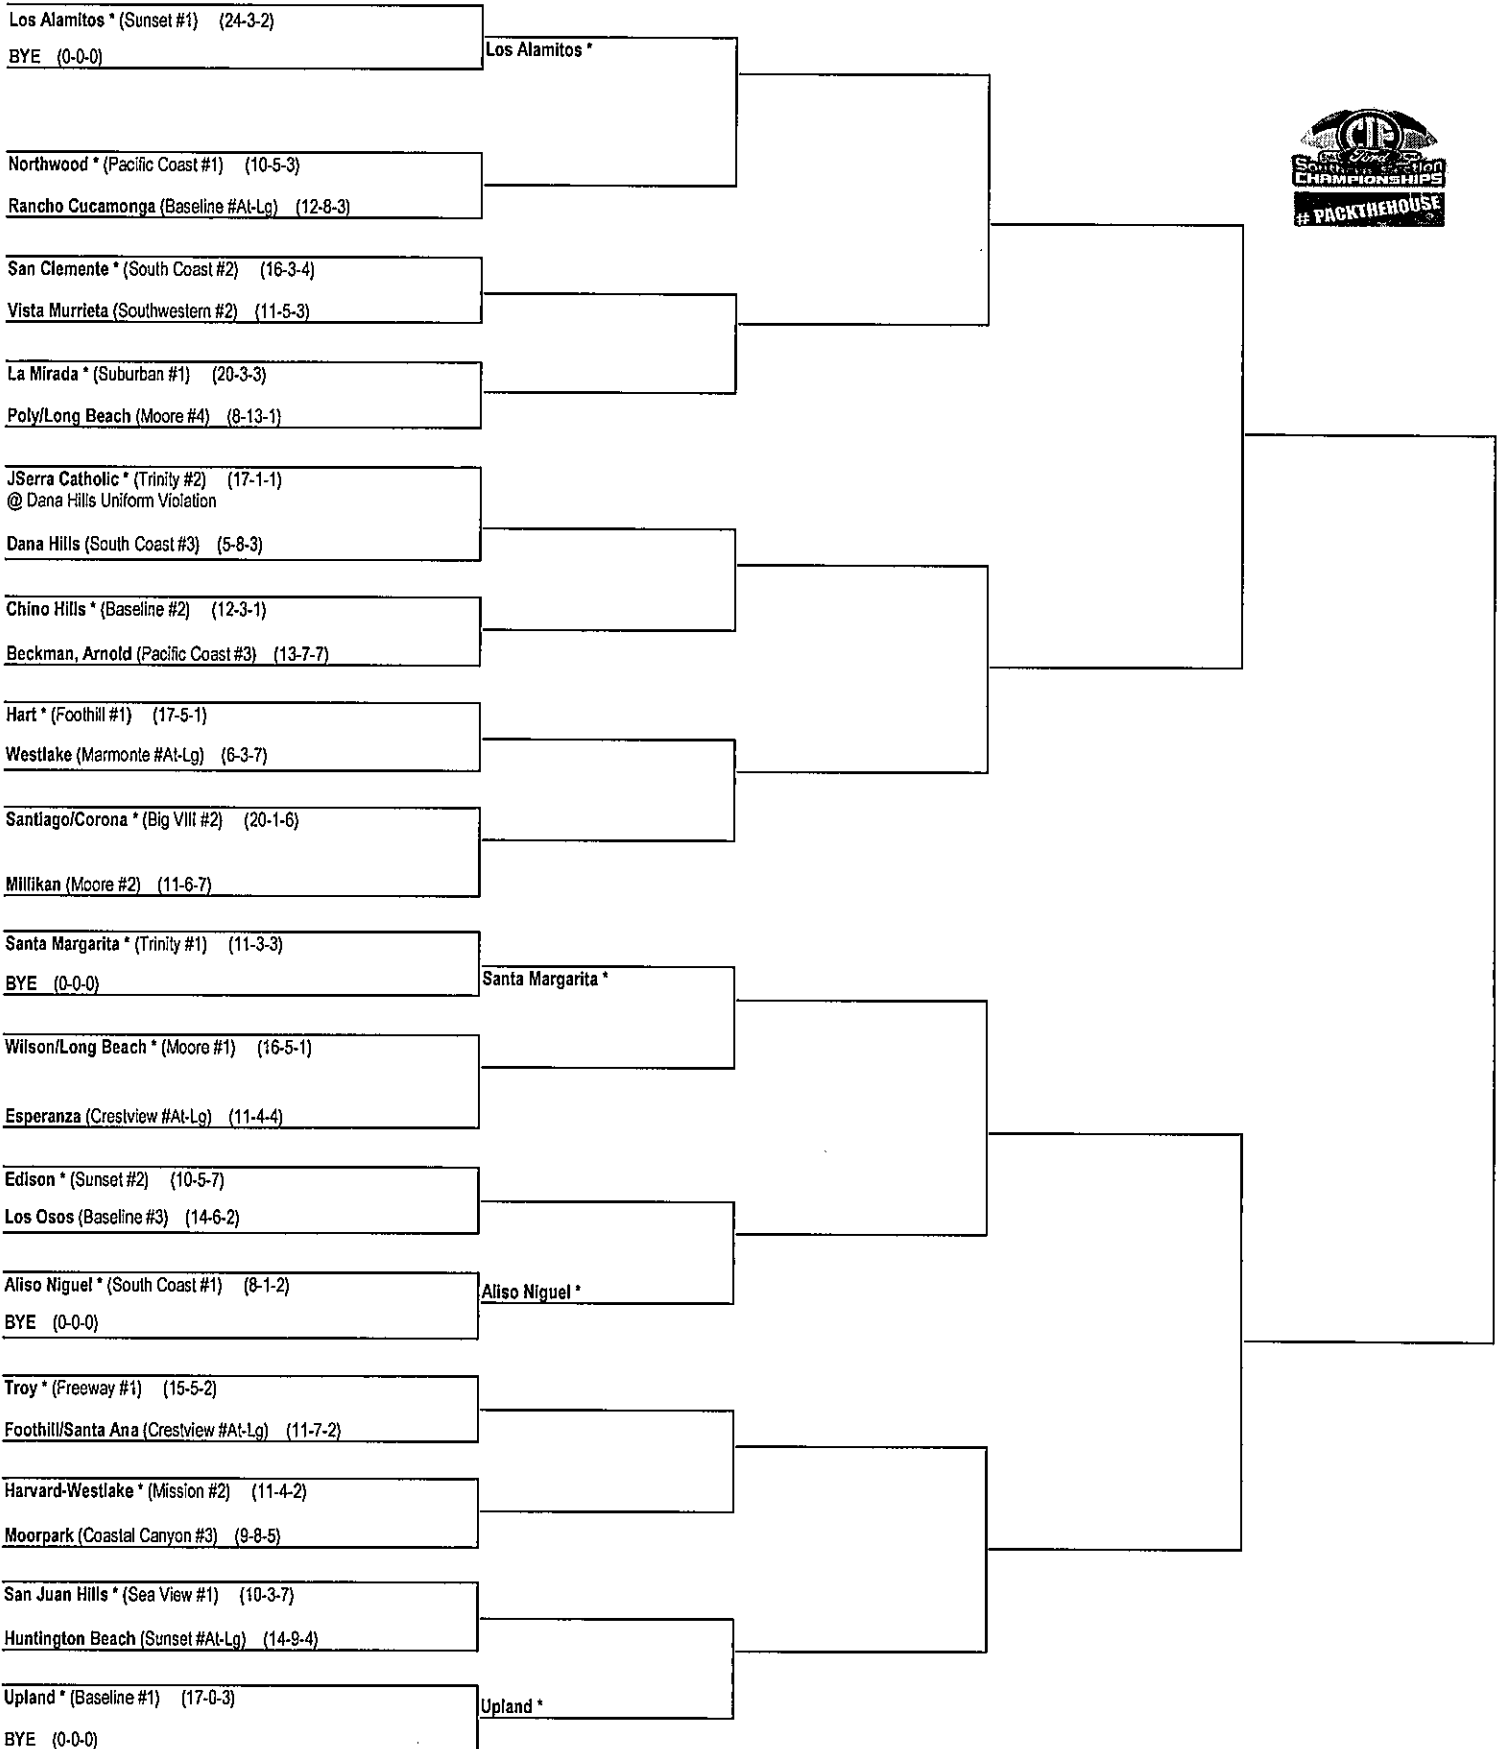 Los Alamitos * (Sunset #1) (24-3-2)
BYE (0-0-0)
Los Alamitos *
Northwood * (Pacific Coast #1) (10-5-3)
Rancho Cucamonga (Baseline #At-Lg) (12-8-3)
San Clemente * (South Coast #2) (16-3-4)
Vista Murrieta (Southwestern #2) (11-5-3)
La Mirada * (Suburban #1) (20-3-3)
Poly/Long Beach (Moore #4) (8-13-1)
JSerra Catholic * (Trinity #2) (17-1-1)
@ Dana Hills Uniform Violation
Dana Hills (South Coast #3) (5-8-3)
Chino Hills * (Baseline #2) (12-3-1)
Beckman, Arnold (Pacific Coast #3) (13-7-7)
Hart * (Foothill #1) (17-5-1)
Westlake (Marmonte #At-Lg) (6-3-7)
Santiago/Corona * (Big VIII #2) (20-1-6)
Millikan (Moore #2) (11-6-7)
Santa Margarita * (Trinity #1) (11-3-3)
BYE (0-0-0)
Santa Margarita *
Wilson/Long Beach * (Moore #1) (16-5-1)
Esperanza (Crestview #At-Lg) (11-4-4)
Edison * (Sunset #2) (10-5-7)
Los Osos (Baseline #3) (14-6-2)
Aliso Niguel * (South Coast #1) (8-1-2)
BYE (0-0-0)
Aliso Niguel *
Troy * (Freeway #1) (15-5-2)
Foothill/Santa Ana (Crestview #At-Lg) (11-7-2)
Harvard-Westlake * (Mission #2) (11-4-2)
Moorpark (Coastal Canyon #3) (9-8-5)
San Juan Hills * (Sea View #1) (10-3-7)
Huntington Beach (Sunset #At-Lg) (14-9-4)
Upland * (Baseline #1) (17-0-3)
BYE (0-0-0)
Upland *
CIF
Ford
Southern Section
CHAMPIONSHIPS
# PACKTHEHOUSE